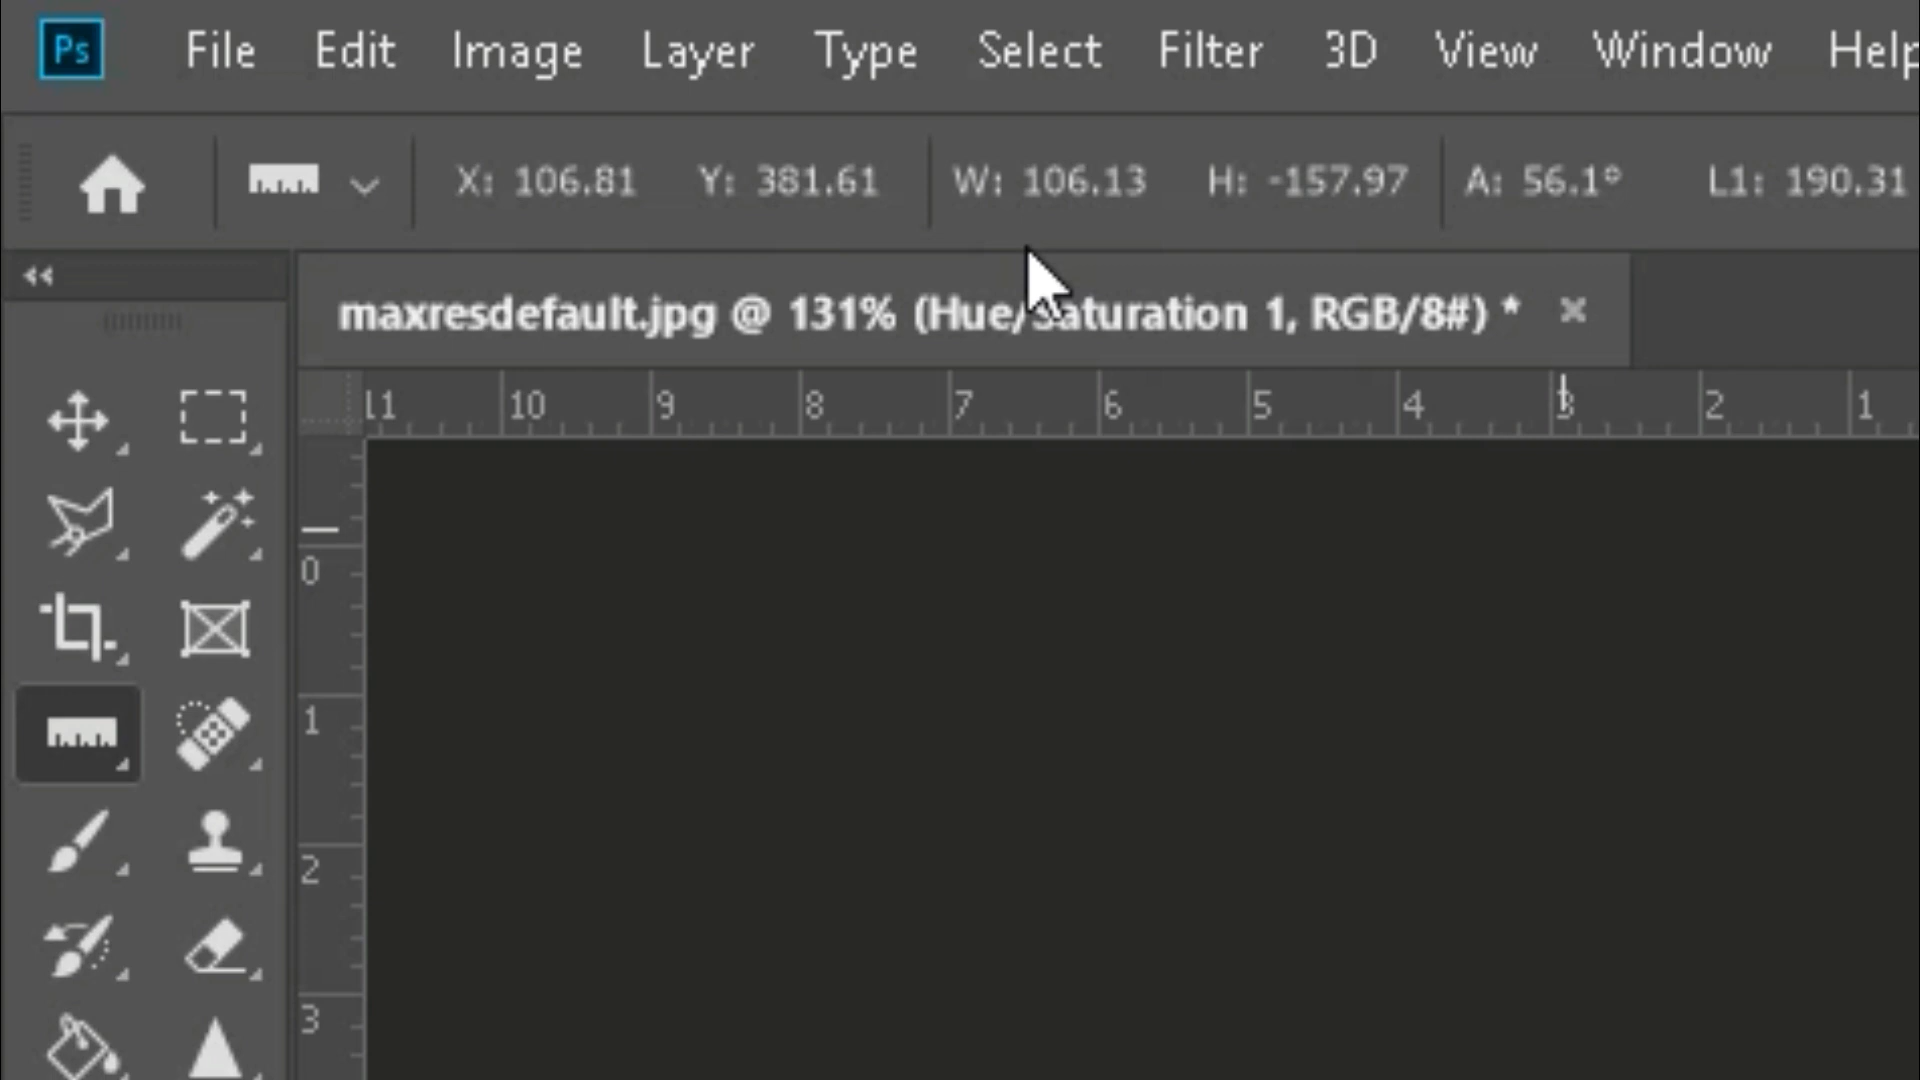 Ps File Edit Image Layer Type Select Filter 3D View Window Help
X: 106.81 Y: 381.61 W: 106.13 H: -157.97 A: 56.1° L1: 190.31
maxresdefault.jpg @ 131% (Hue/Saturation 1, RGB/8#) *
11 10 9 8 7 6 5 4 3 2 1
0
1
2
3